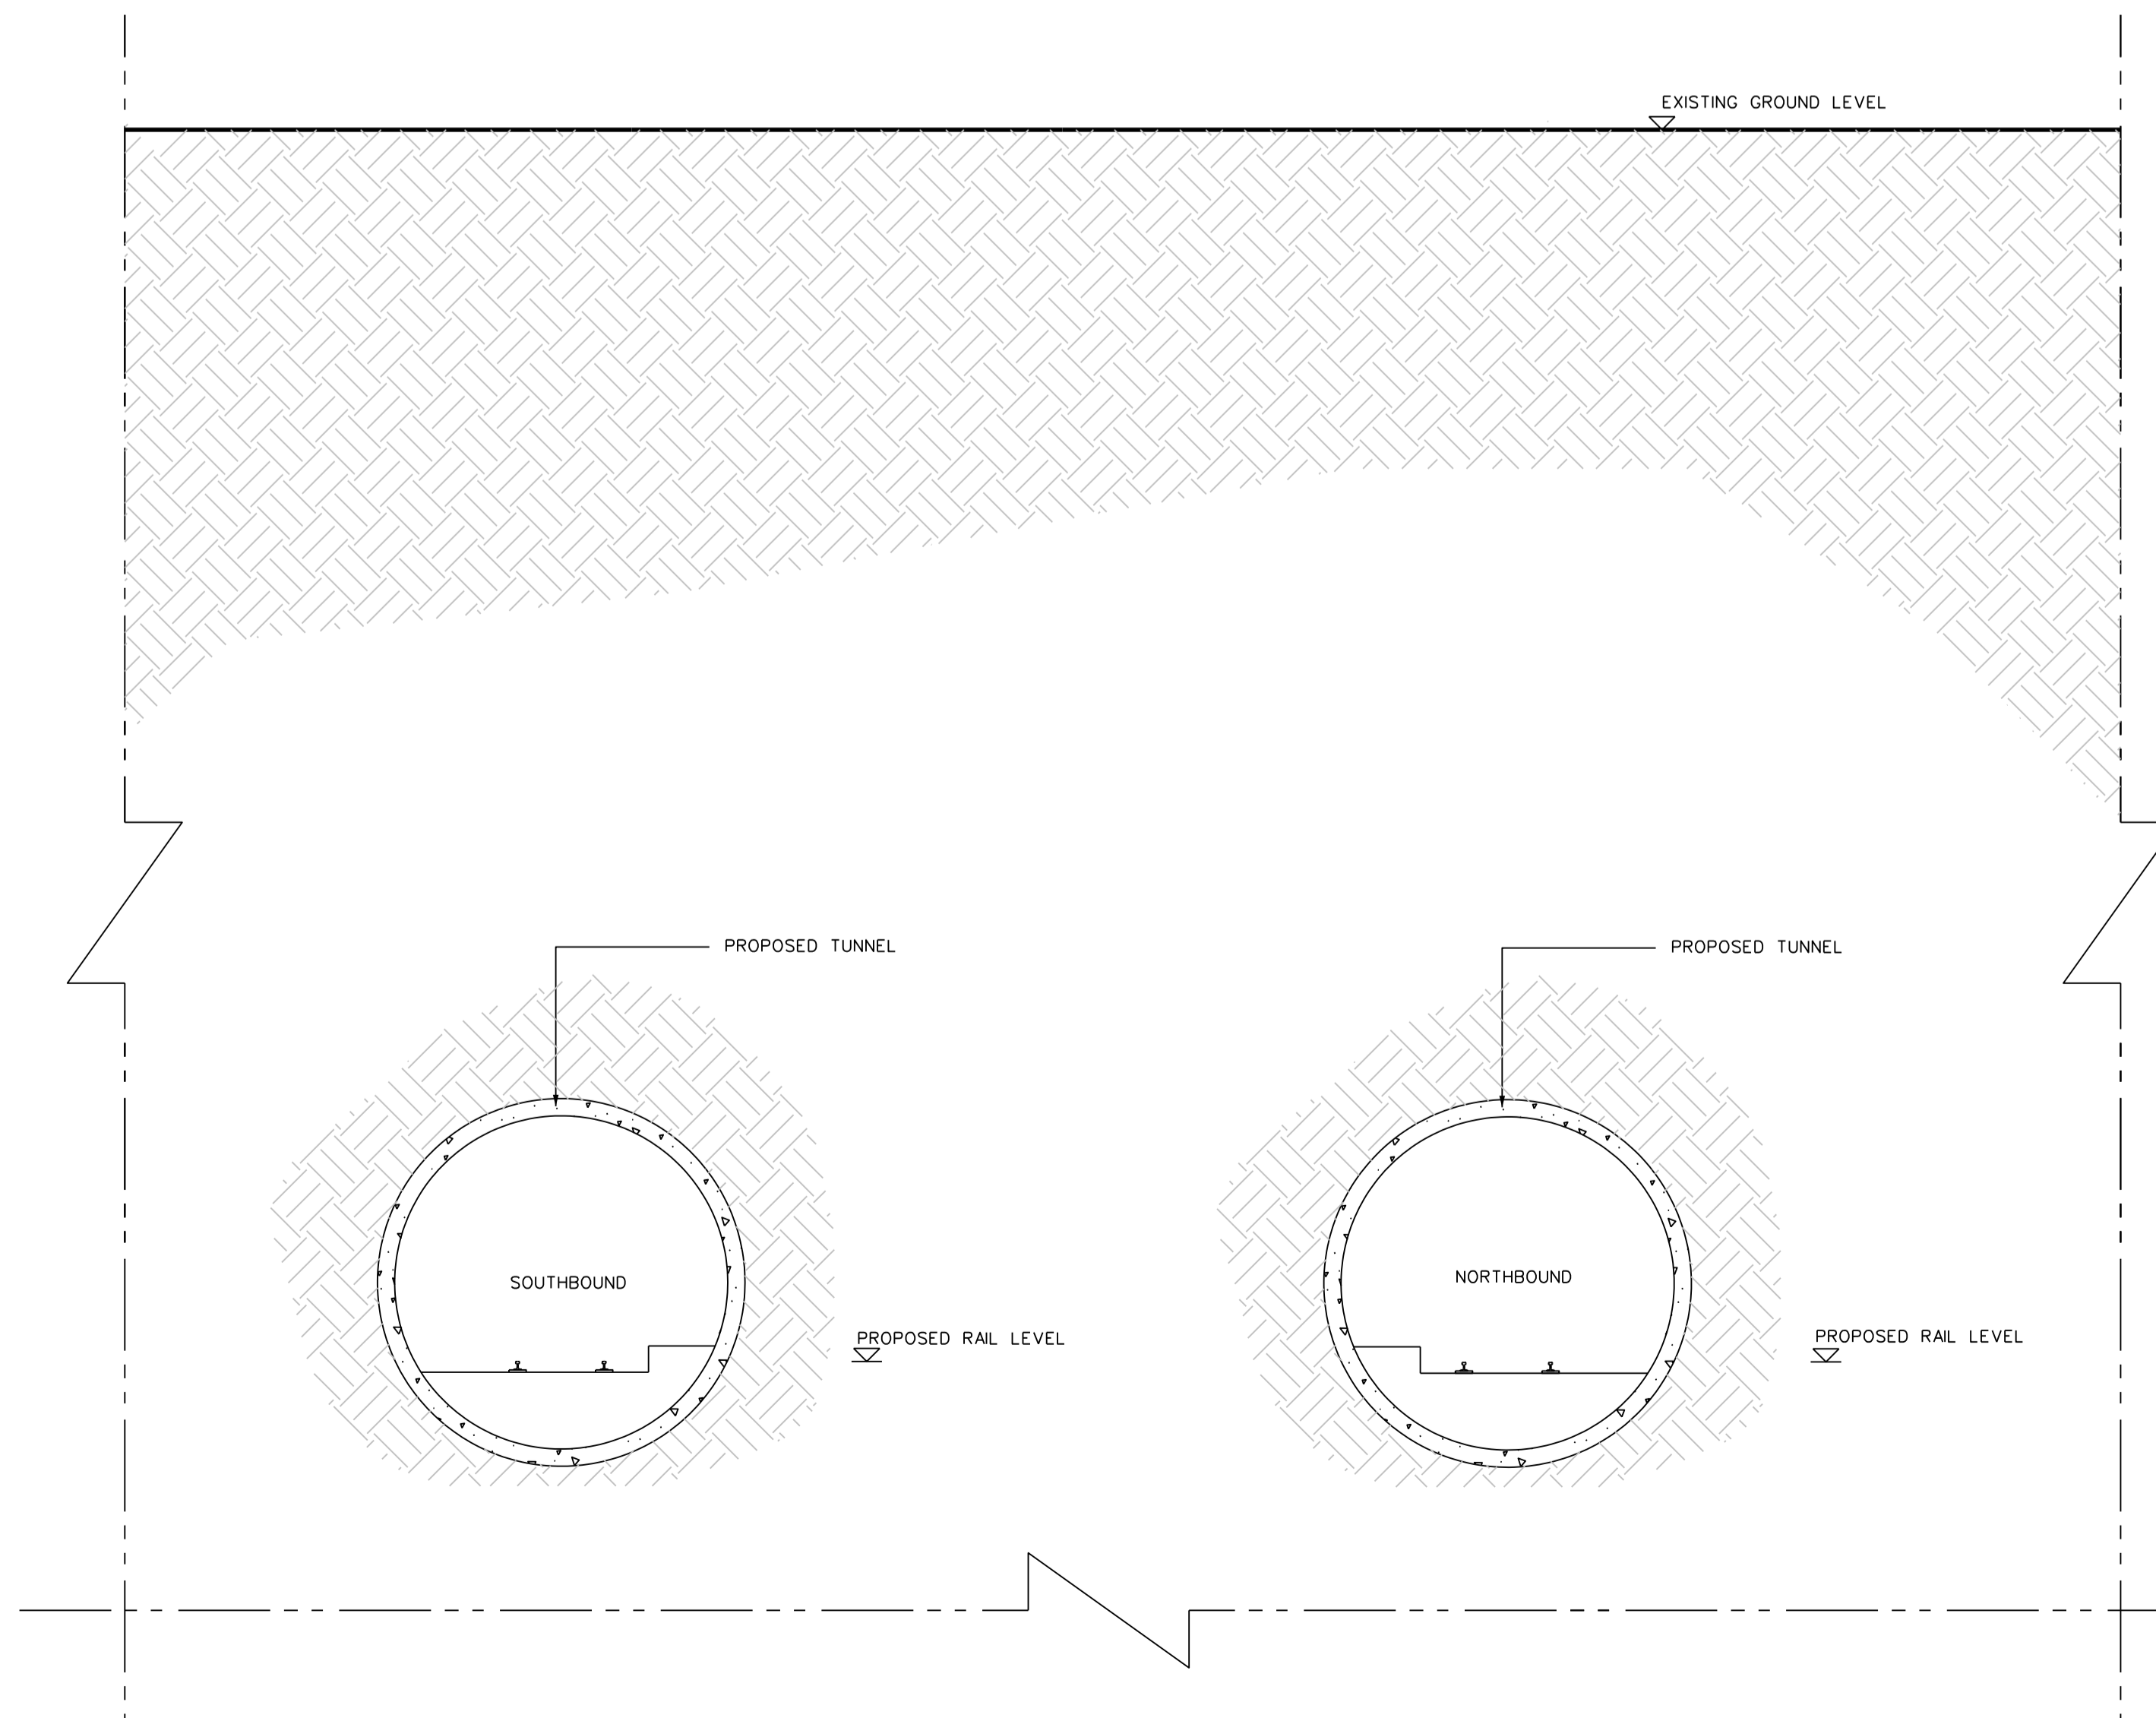 EXISTING GROUND LEVEL
PROPOSED TUNNEL
PROPOSED TUNNEL
SOUTHBOUND
NORTHBOUND
PROPOSED RAIL LEVEL
PROPOSED RAIL LEVEL